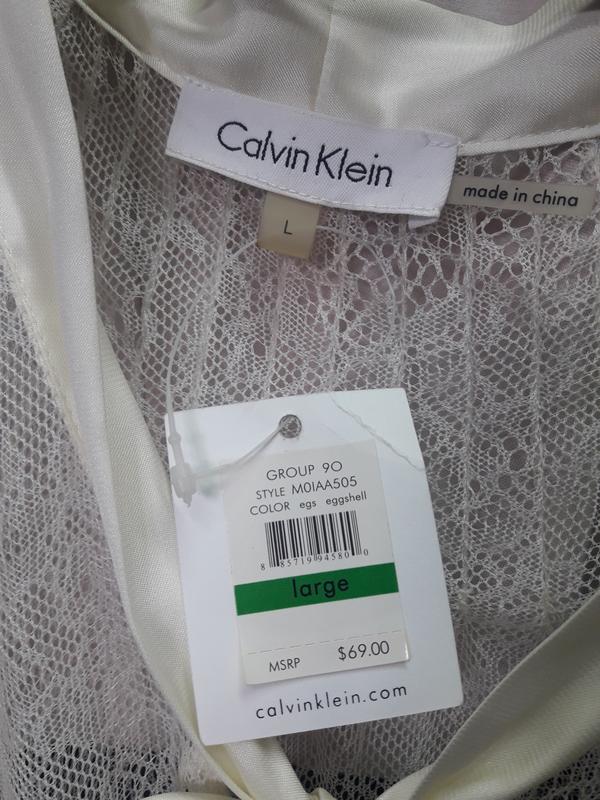 Calvin Klein
made in china
L
GROUP 90
STYLE M01AA505
COLOR egs eggshell
8 85719 94580 0
large
MSRP $69.00
calvinklein.com